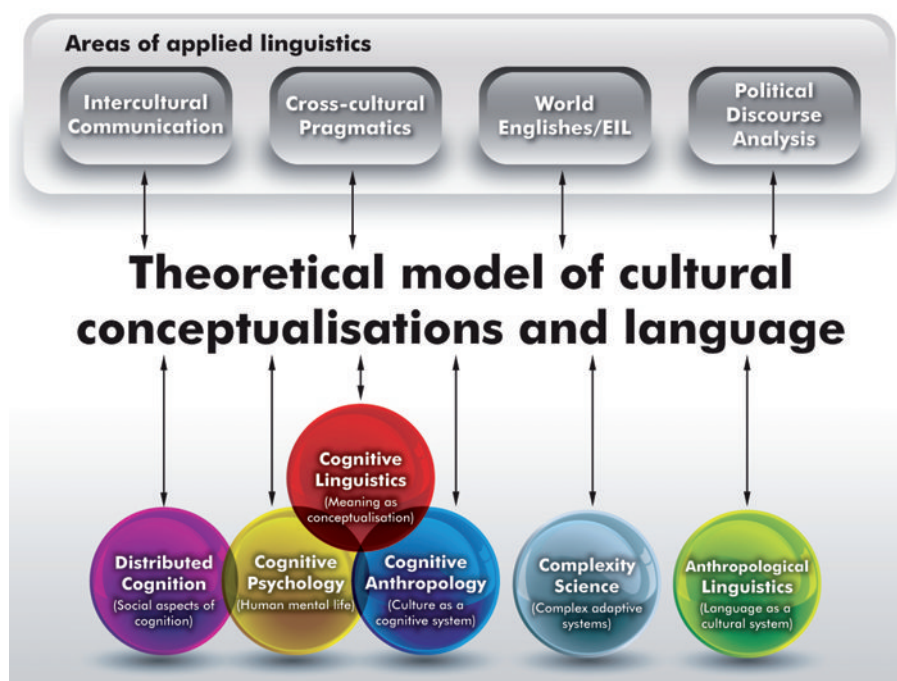 Areas of applied linguistics
Intercultural
Communication
Cross-cultural
Pragmatics
World
Englishes/EIL
Political
Discourse
Analysis
Theoretical model of cultural
conceptualisations and language
Cognitive
Linguistics
(Meaning as
conceptualisation)
Distributed
Cognition
(Social aspects of
cognition)
Cognitive
Psychology
(Human mental life)
Cognitive
Anthropology
(Culture as a
cognitive system)
Complexity
Science
(Complex adaptive
systems)
Anthropological
Linguistics
(Language as a
cultural system)